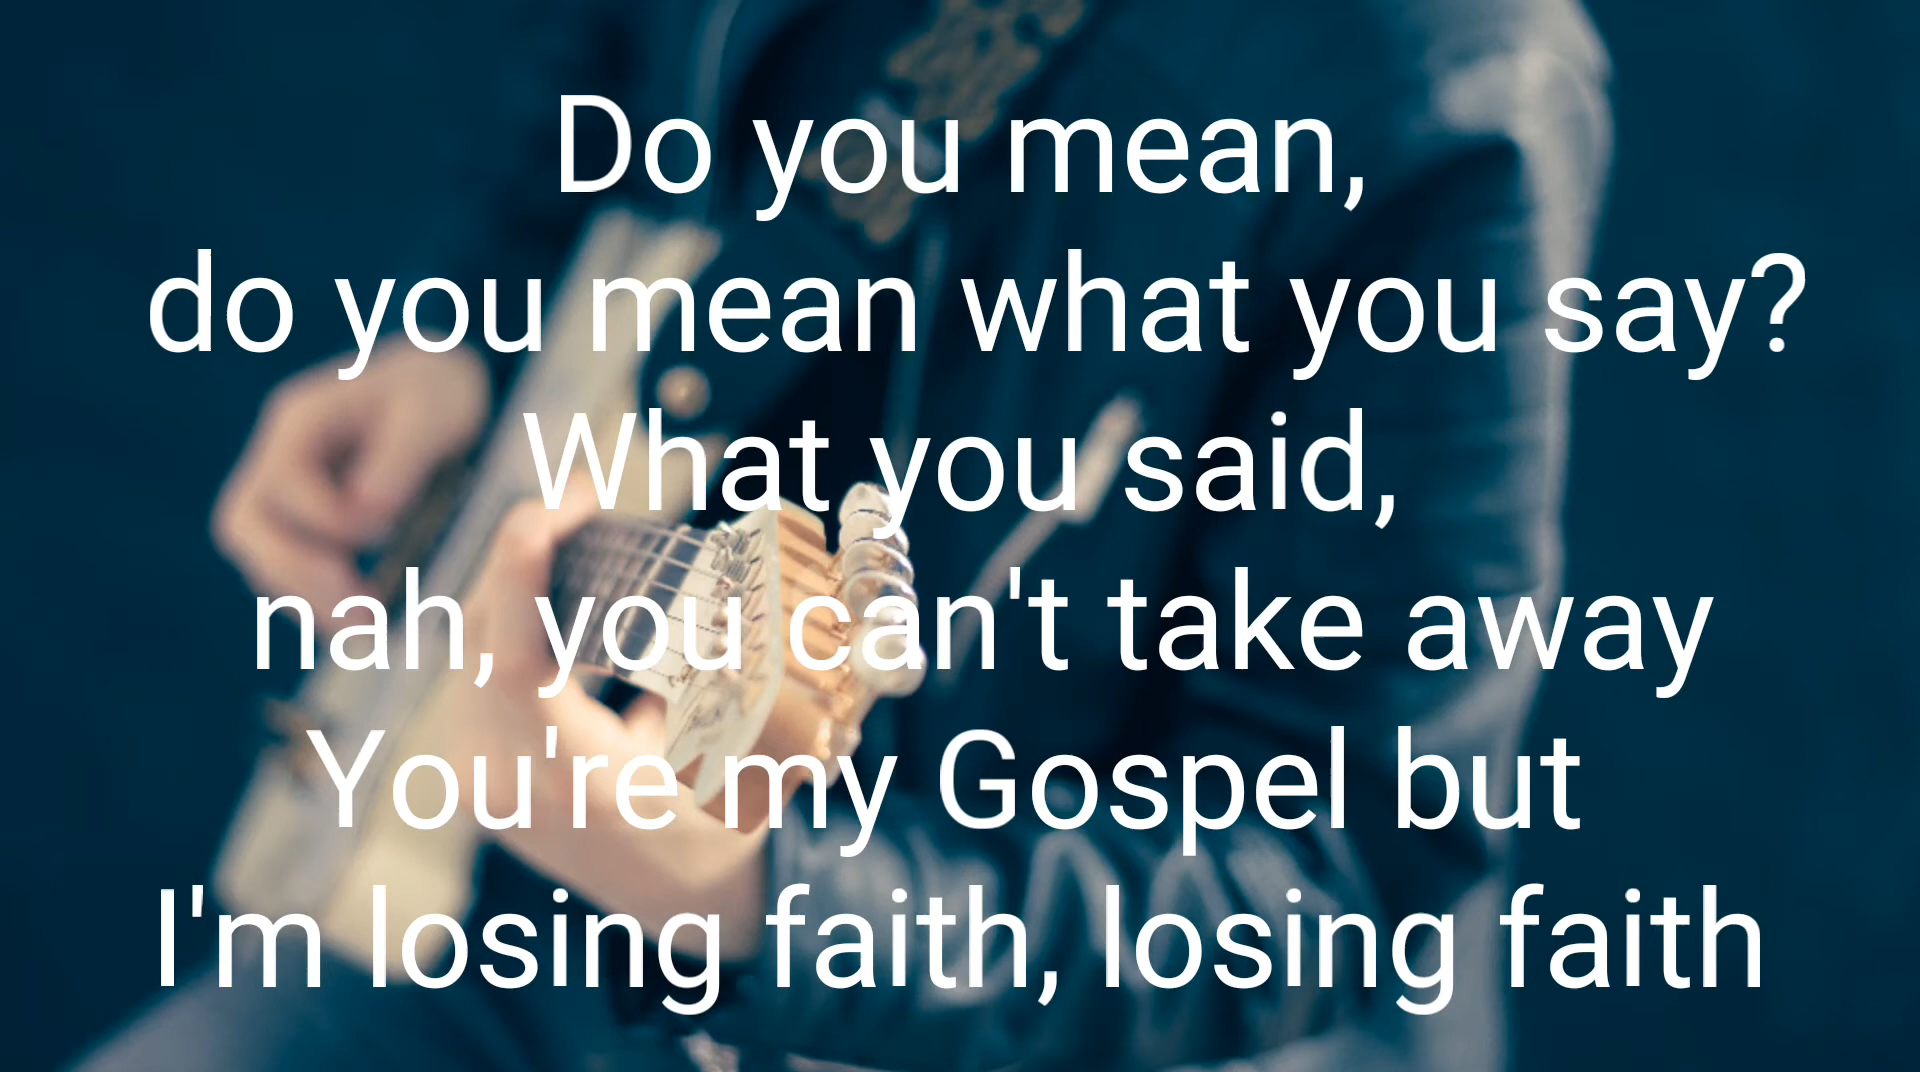 Do you mean,
do you mean what you say?
What you said,
nah, you can't take away
You're my Gospel but
I'm losing faith, losing faith